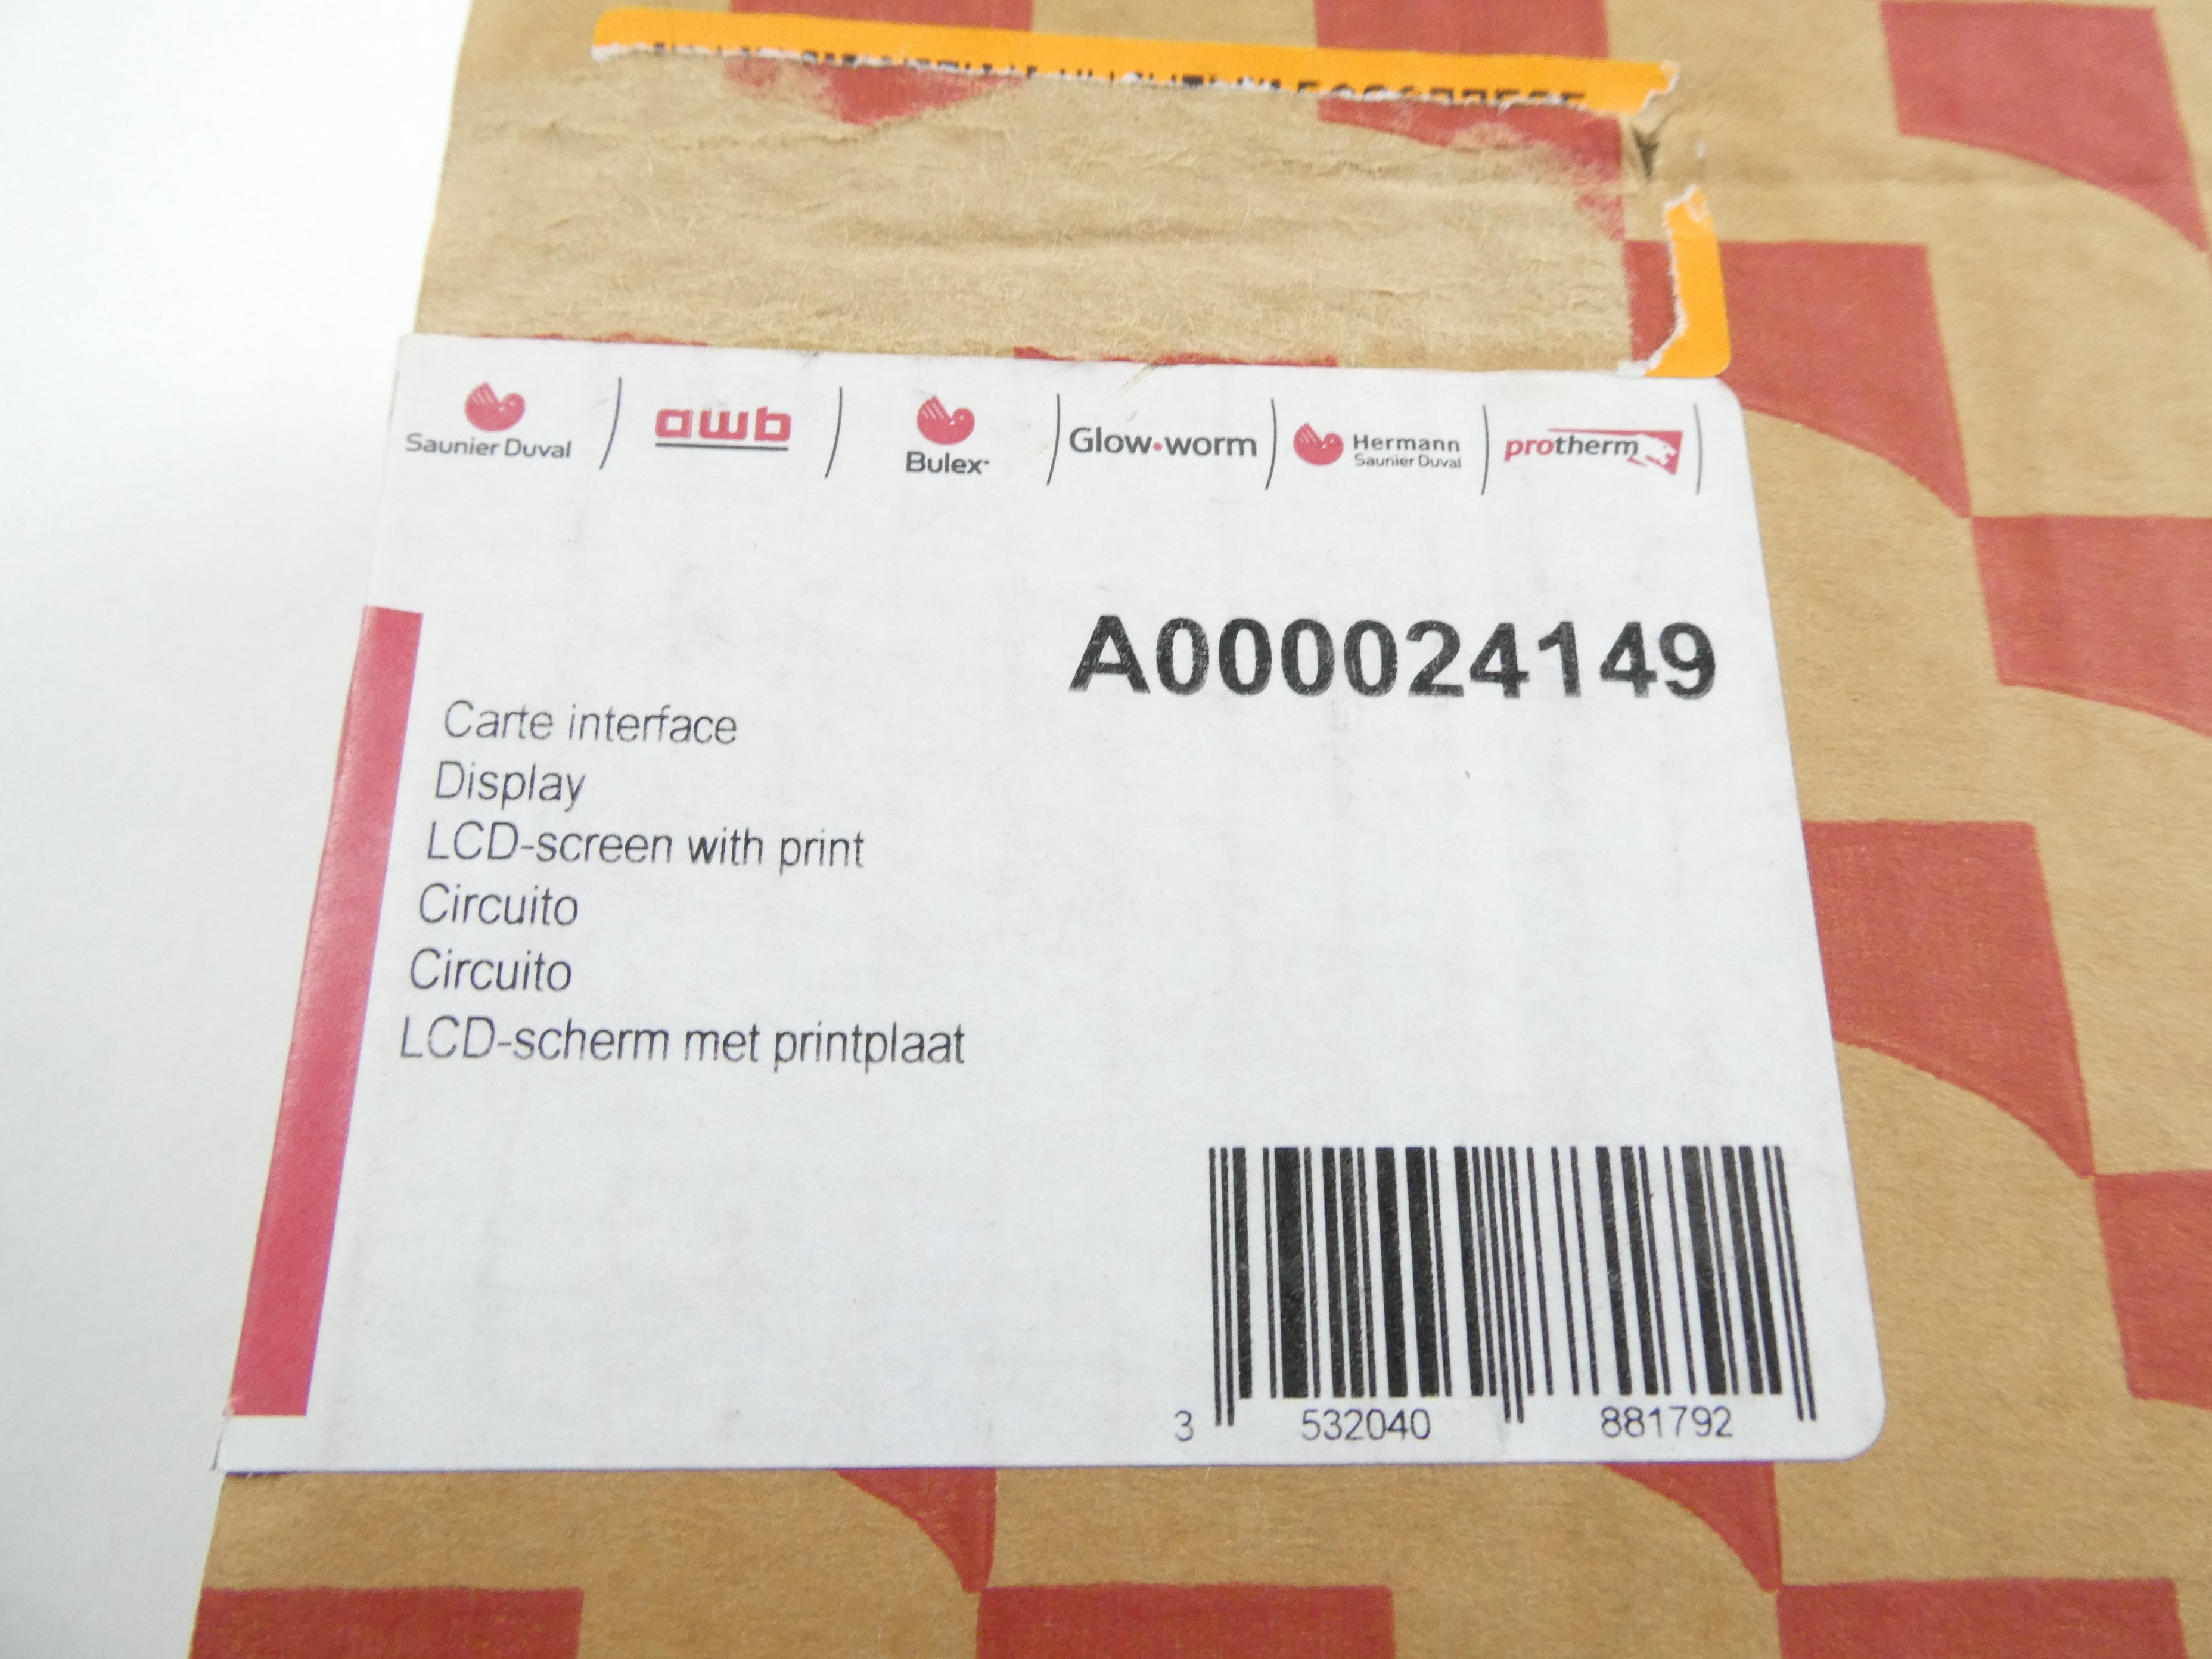 Saunier Duval
awb
Bulex
Glow•worm
Hermann
Saunier Duval
protherm
A000024149
Carte interface
Display
LCD-screen with print
Circuito
Circuito
LCD-scherm met printplaat
3 532040 881792